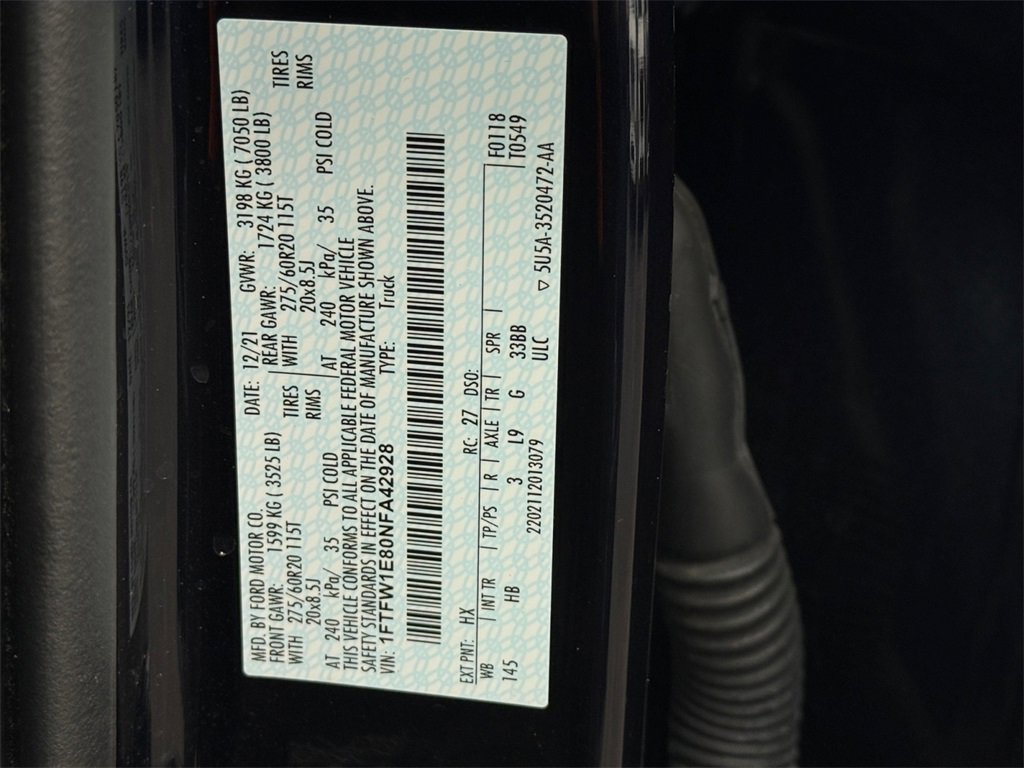 MFD. BY FORD MOTOR CO. DATE: 12/21 GVWR: 3198 KG ( 7050 LB)
FRONT GAWR: 1599 KG ( 3525 LB) REAR GAWR: 1724 KG ( 3800 LB)
WITH 275/60R20 115T TIRES WITH 275/60R20 115T TIRES
20x8.5J RIMS 20x8.5J RIMS
AT 240 kPa/ 35 PSI COLD AT 240 kPa/ 35 PSI COLD
THIS VEHICLE CONFORMS TO ALL APPLICABLE FEDERAL MOTOR VEHICLE
SAFETY STANDARDS IN EFFECT ON THE DATE OF MANUFACTURE SHOWN ABOVE.
VIN: 1FTFW1E80NFA42928 TYPE: Truck
EXT PNT: HX RC: 27 DSO: F0118
WB | INT TR | TP/PS | R | AXLE | TR | SPR | T0549
145 HB 3 L9 G 33BB
2202112013079 ULC ▽ 5U5A-3520472-AA